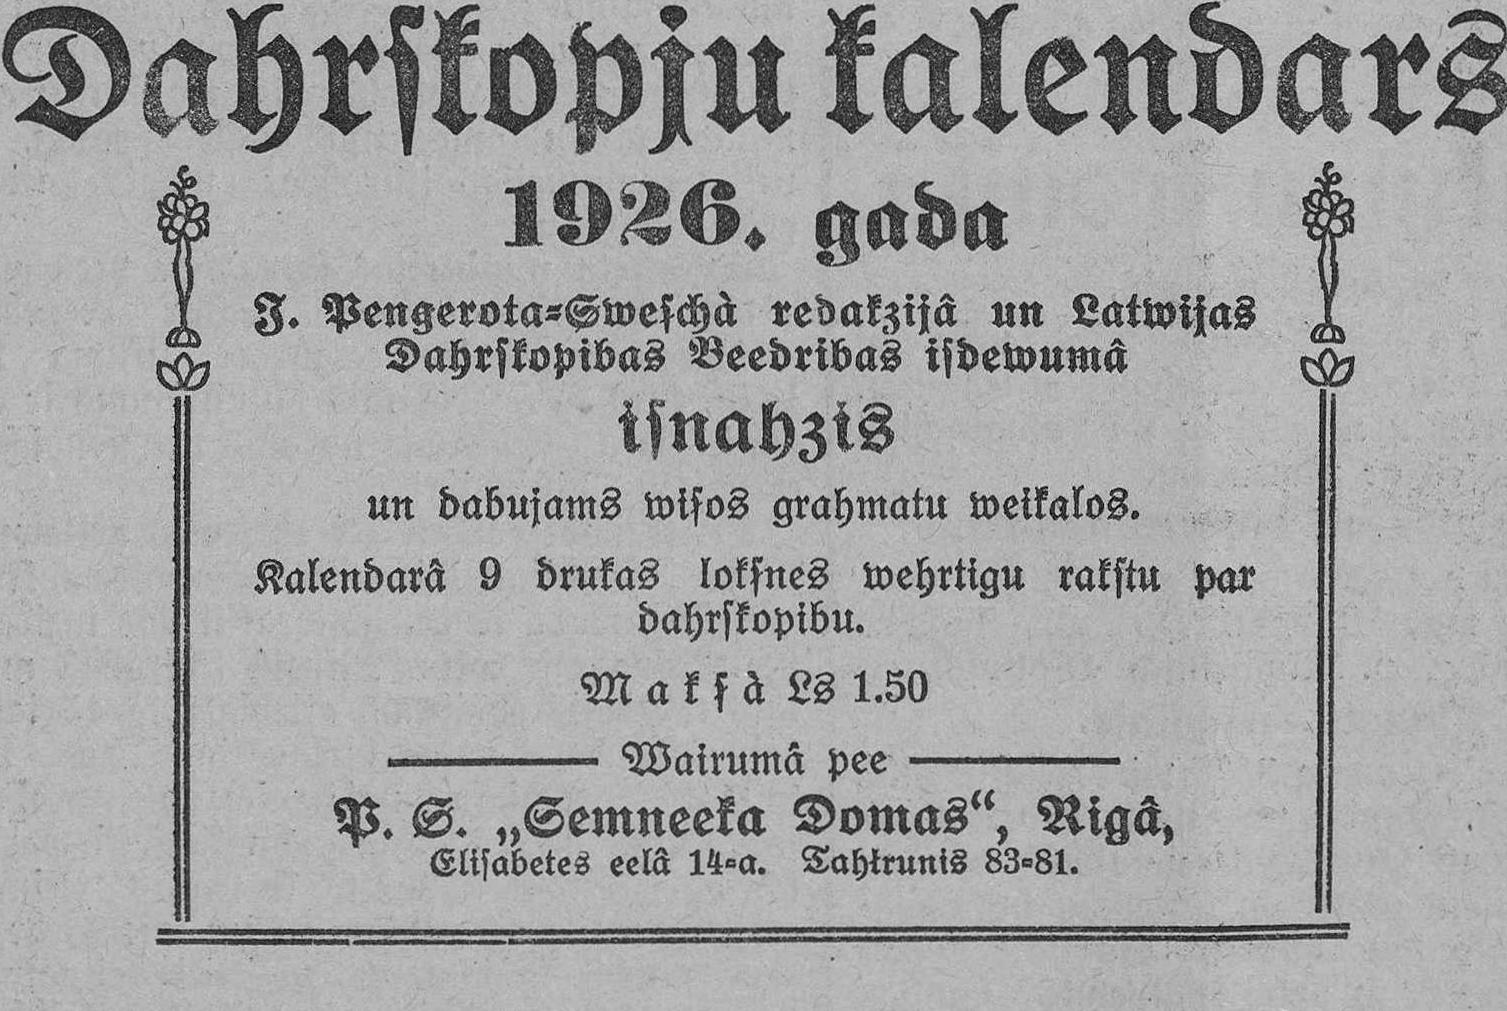 Dahrſkopju kalendars
1926. gada
J. Pengerota=Sweſchà redakzijâ un Latwijas
Dahrſkopibas Beedribas iſdewumâ
iſnahzis
un dabujams wiſos grahmatu weikalos.
Kalendarâ 9 drukas lokſnes wehrtigu rakſtu par
dahrſkopibu.
Makſà Ls 1.50
Wairumâ pee
P. S. „Semneeka Domas“, Rigâ,
Eliſabetes eelâ 14=a. Tahlrunis 83=81.